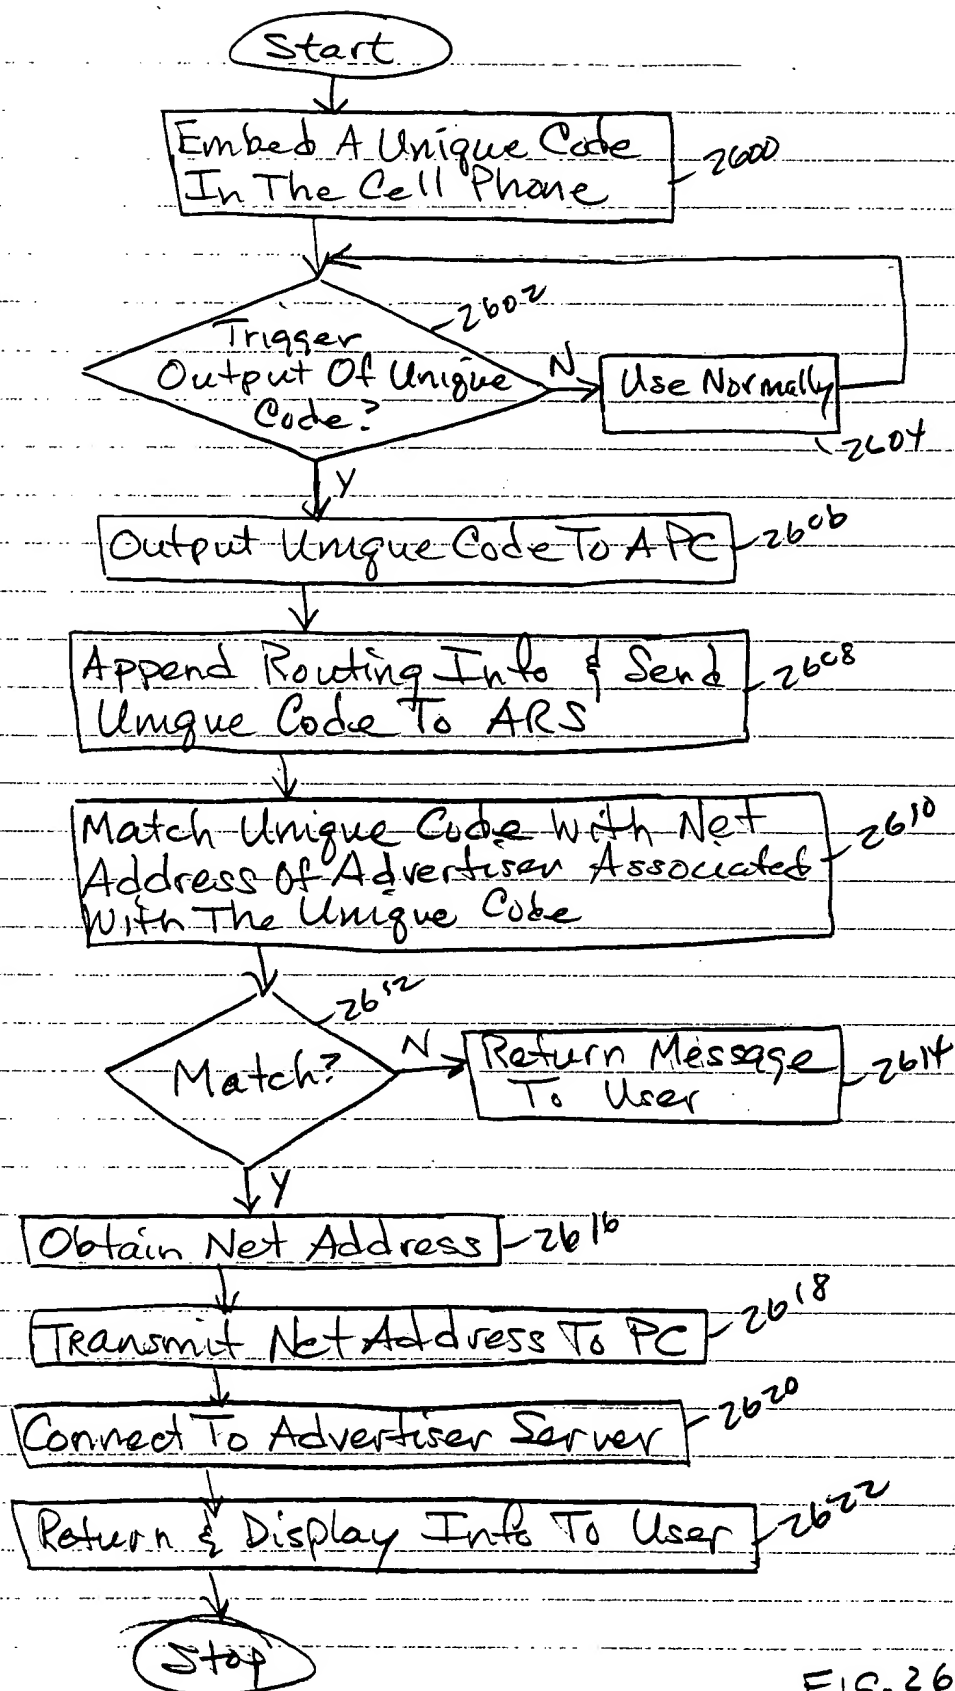 Start
Embed A Unique Code
In The Cell Phone
2600
Trigger
Output Of Unique
Code?
2602
N
Use Normally
2604
Y
Output Unique Code To A PC
2606
Append Routing Info & Send
Unique Code To ARS
2608
Match Unique Code With Net
Address Of Advertiser Associated
With The Unique Code
2610
2612
Match?
N
Return Message
To User
2614
Y
Obtain Net Address
2616
Transmit Net Address To PC
2618
Connect To Advertiser Server
2620
Return & Display Info To User
2622
Stop
FIG. 26